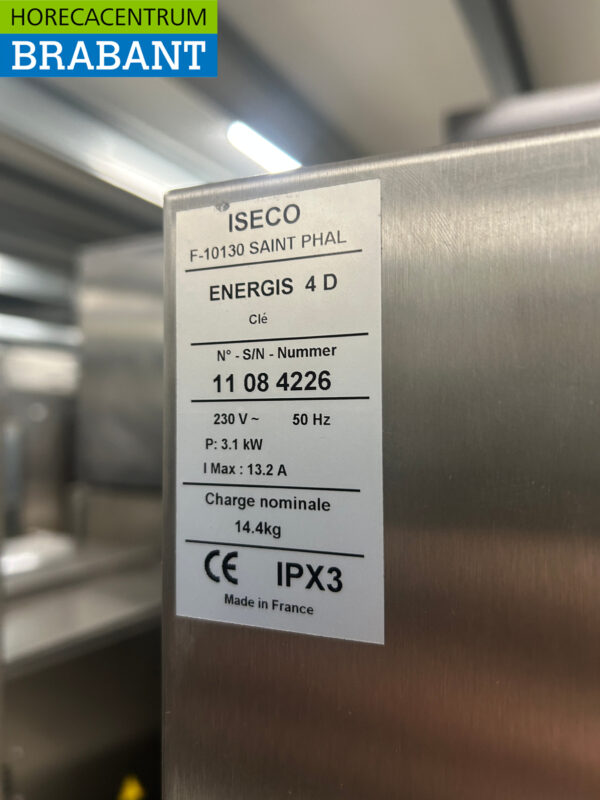 HORECACENTRUM
BRABANT
ISECO
F-10130 SAINT PHAL
ENERGIS 4 D
Clé
N° - S/N - Nummer
11 08 4226
230 V ~ 50 Hz
P: 3.1 kW
I Max : 13.2 A
Charge nominale
14.4kg
CE IPX3
Made in France